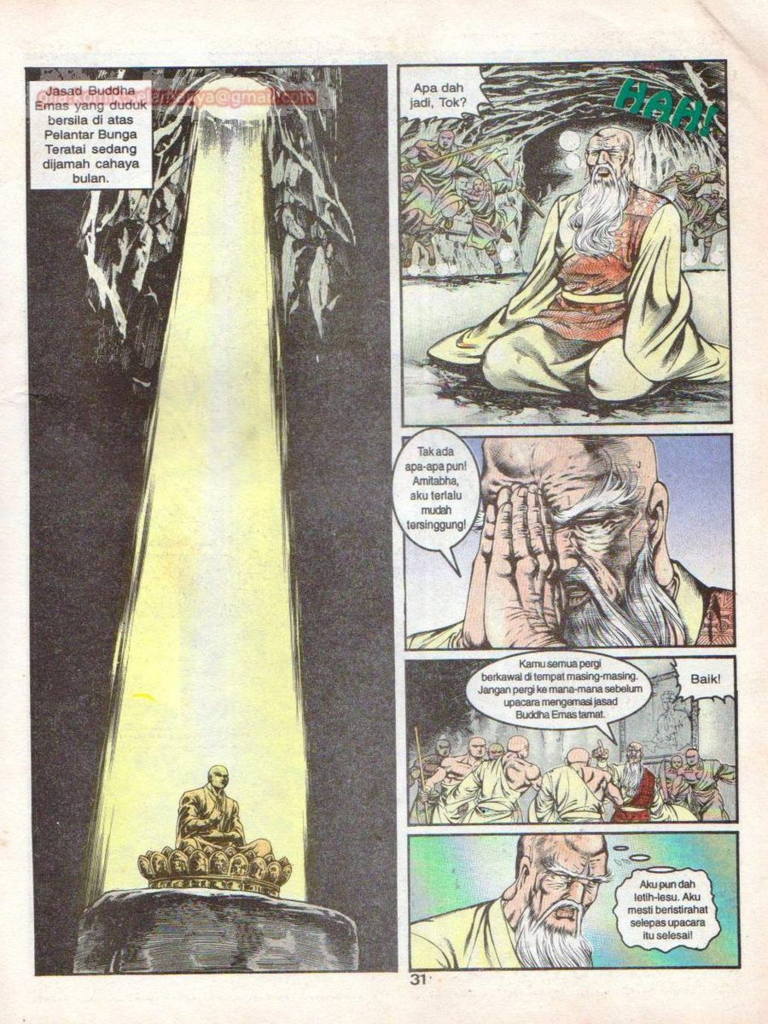 Jasad Buddha
Emas yang duduk
bersila di atas
Pelantar Bunga
Teratai sedang
dijamah cahaya
bulan.
Apa dah
jadi, Tok?
HAH!
Tak ada
apa-apa pun!
Amitabha,
aku terlalu
mudah
tersinggung!
Kamu semua pergi
berkawal di tempat masing-masing.
Jangan pergi ke mana-mana sebelum
upacara mengemasi jasad
Buddha Emas tamat.
Baik!
Aku pun dah
letih-lesu. Aku
mesti beristirahat
selepas upacara
itu selesai!
31